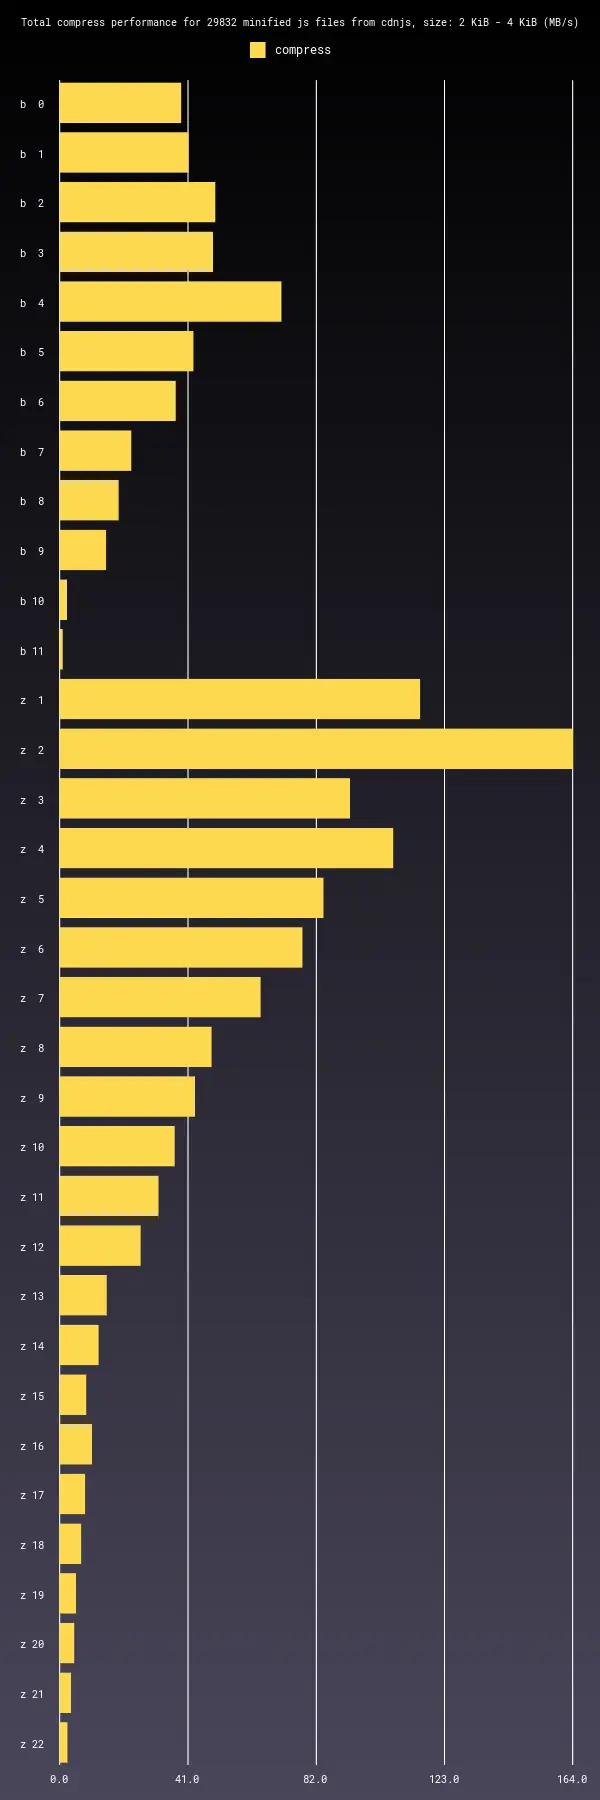 Total compress performance for 29832 minified js files from cdnjs, size: 2 KiB - 4 KiB (MB/s)
compress
b 0
b 1
b 2
b 3
b 4
b 5
b 6
b 7
b 8
b 9
b 10
b 11
z 1
z 2
z 3
z 4
z 5
z 6
z 7
z 8
z 9
z 10
z 11
z 12
z 13
z 14
z 15
z 16
z 17
z 18
z 19
z 20
z 21
z 22
0.0 41.0 82.0 123.0 164.0